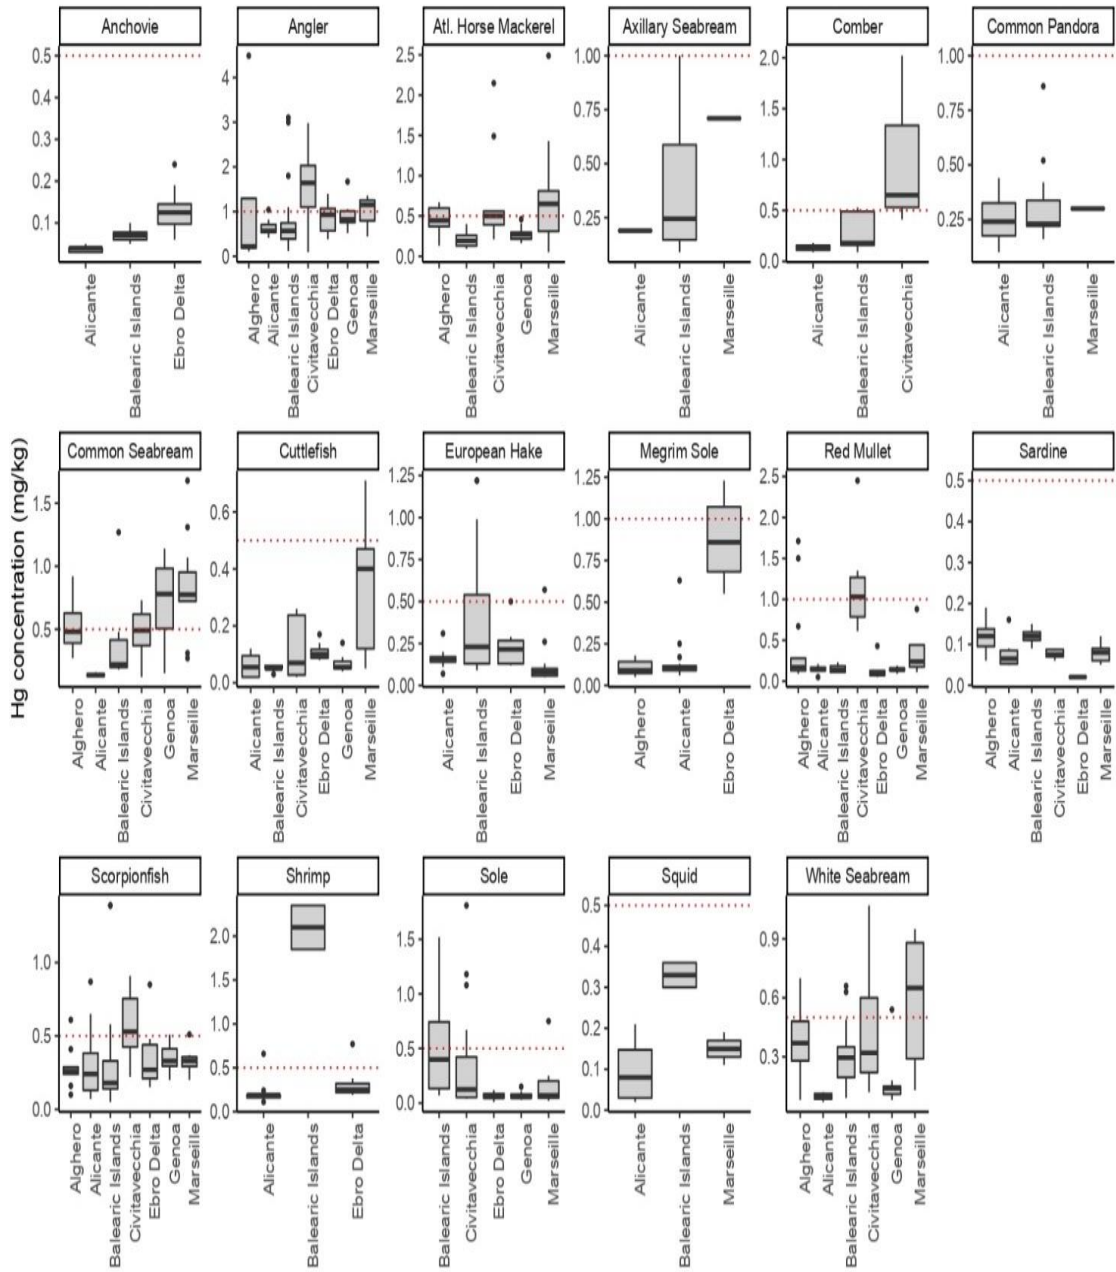 Hg concentration (mg/kg)
Anchovie
0.5
0.4
0.3
0.2
0.1
Alicante
Balearic Islands
Ebro Delta
Angler
4
3
2
1
0
Alghero
Alicante
Balearic Islands
Civitavecchia
Ebro Delta
Genoa
Marseille
Atl. Horse Mackerel
2.5
2.0
1.5
1.0
0.5
0.0
Alghero
Balearic Islands
Civitavecchia
Genoa
Marseille
Axillary Seabream
1.00
0.75
0.50
0.25
Alicante
Balearic Islands
Marseille
Comber
2.0
1.5
1.0
0.5
0.0
Alicante
Balearic Islands
Civitavecchia
Common Pandora
1.00
0.75
0.50
0.25
Alicante
Balearic Islands
Marseille
Common Seabream
1.5
1.0
0.5
Alghero
Alicante
Balearic Islands
Civitavecchia
Genoa
Marseille
Cuttlefish
0.6
0.4
0.2
0.0
Alicante
Balearic Islands
Civitavecchia
Ebro Delta
Genoa
Marseille
European Hake
1.25
1.00
0.75
0.50
0.25
0.00
Alicante
Balearic Islands
Ebro Delta
Marseille
Megrim Sole
1.25
1.00
0.75
0.50
0.25
0.00
Alghero
Alicante
Ebro Delta
Red Mullet
2.5
2.0
1.5
1.0
0.5
0.0
Alghero
Alicante
Balearic Islands
Civitavecchia
Ebro Delta
Genoa
Marseille
Sardine
0.5
0.4
0.3
0.2
0.1
0.0
Alghero
Alicante
Balearic Islands
Civitavecchia
Ebro Delta
Marseille
Scorpionfish
1.0
0.5
0.0
Alghero
Alicante
Balearic Islands
Civitavecchia
Ebro Delta
Genoa
Marseille
Shrimp
2.0
1.5
1.0
0.5
0.0
Alicante
Balearic Islands
Ebro Delta
Sole
1.5
1.0
0.5
0.0
Balearic Islands
Civitavecchia
Ebro Delta
Genoa
Marseille
Squid
0.5
0.4
0.3
0.2
0.1
0.0
Alicante
Balearic Islands
Marseille
White Seabream
0.9
0.6
0.3
Alghero
Alicante
Balearic Islands
Civitavecchia
Genoa
Marseille